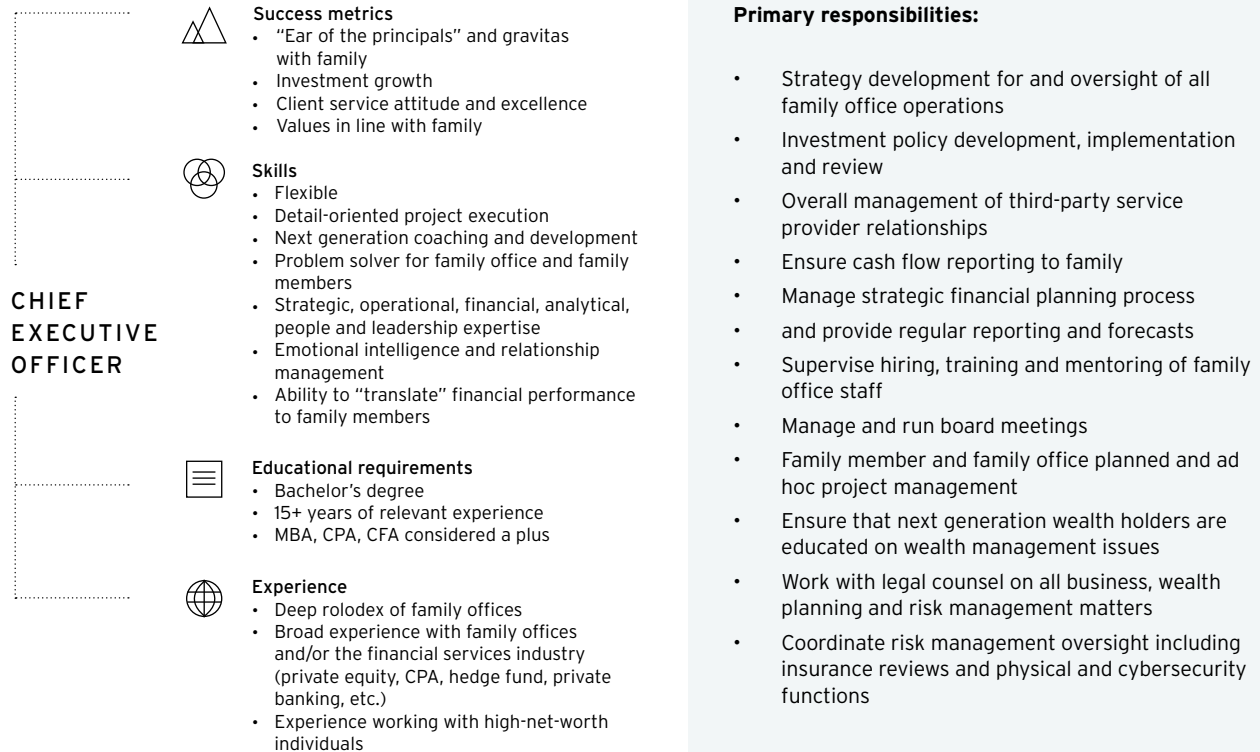 CHIEF
EXECUTIVE
OFFICER
Success metrics
• “Ear of the principals” and gravitas
with family
• Investment growth
• Client service attitude and excellence
• Values in line with family
Skills
• Flexible
• Detail-oriented project execution
• Next generation coaching and development
• Problem solver for family office and family
members
• Strategic, operational, financial, analytical,
people and leadership expertise
• Emotional intelligence and relationship
management
• Ability to “translate” financial performance
to family members
Educational requirements
• Bachelor’s degree
• 15+ years of relevant experience
• MBA, CPA, CFA considered a plus
Experience
• Deep rolodex of family offices
• Broad experience with family offices
and/or the financial services industry
(private equity, CPA, hedge fund, private
banking, etc.)
• Experience working with high-net-worth
individuals
Primary responsibilities:
• Strategy development for and oversight of all
family office operations
• Investment policy development, implementation
and review
• Overall management of third-party service
provider relationships
• Ensure cash flow reporting to family
• Manage strategic financial planning process
• and provide regular reporting and forecasts
• Supervise hiring, training and mentoring of family
office staff
• Manage and run board meetings
• Family member and family office planned and ad
hoc project management
• Ensure that next generation wealth holders are
educated on wealth management issues
• Work with legal counsel on all business, wealth
planning and risk management matters
• Coordinate risk management oversight including
insurance reviews and physical and cybersecurity
functions